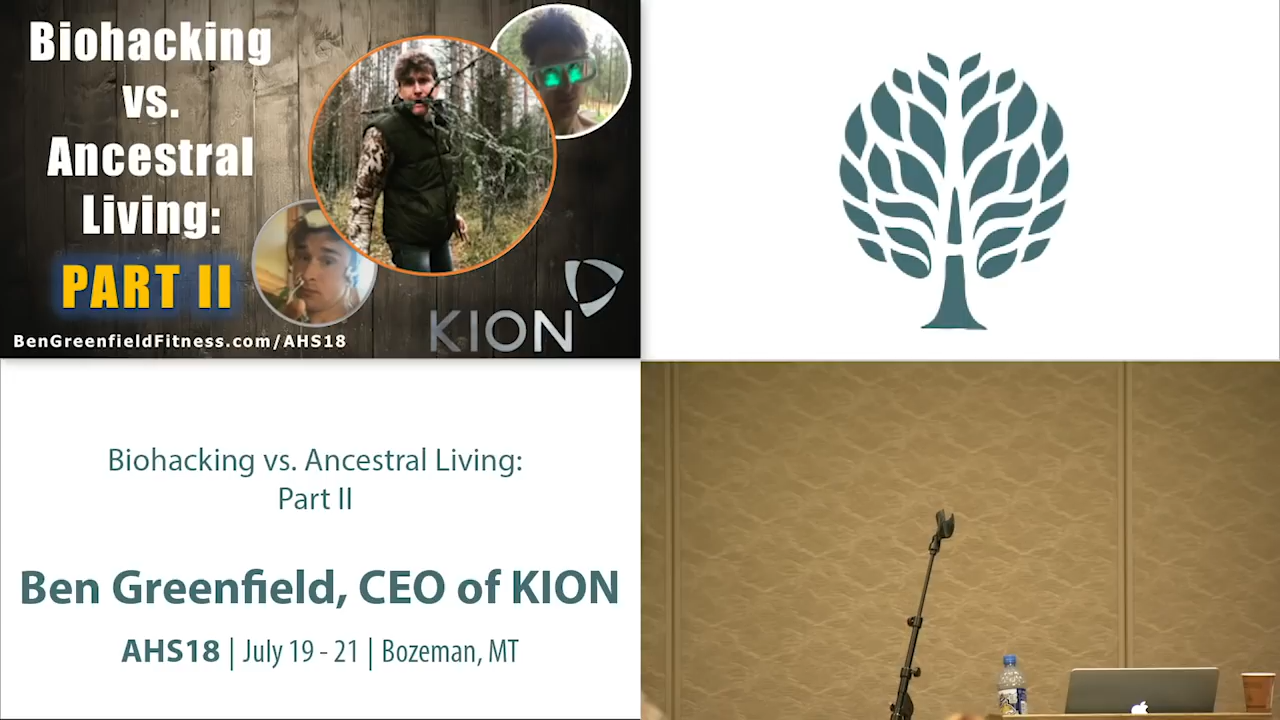 Biohacking
vs.
Ancestral
Living:
PART II
BenGreenfieldFitness.com/AHS18
KION
Biohacking vs. Ancestral Living:
Part II
Ben Greenfield, CEO of KION
AHS18 | July 19 - 21 | Bozeman, MT